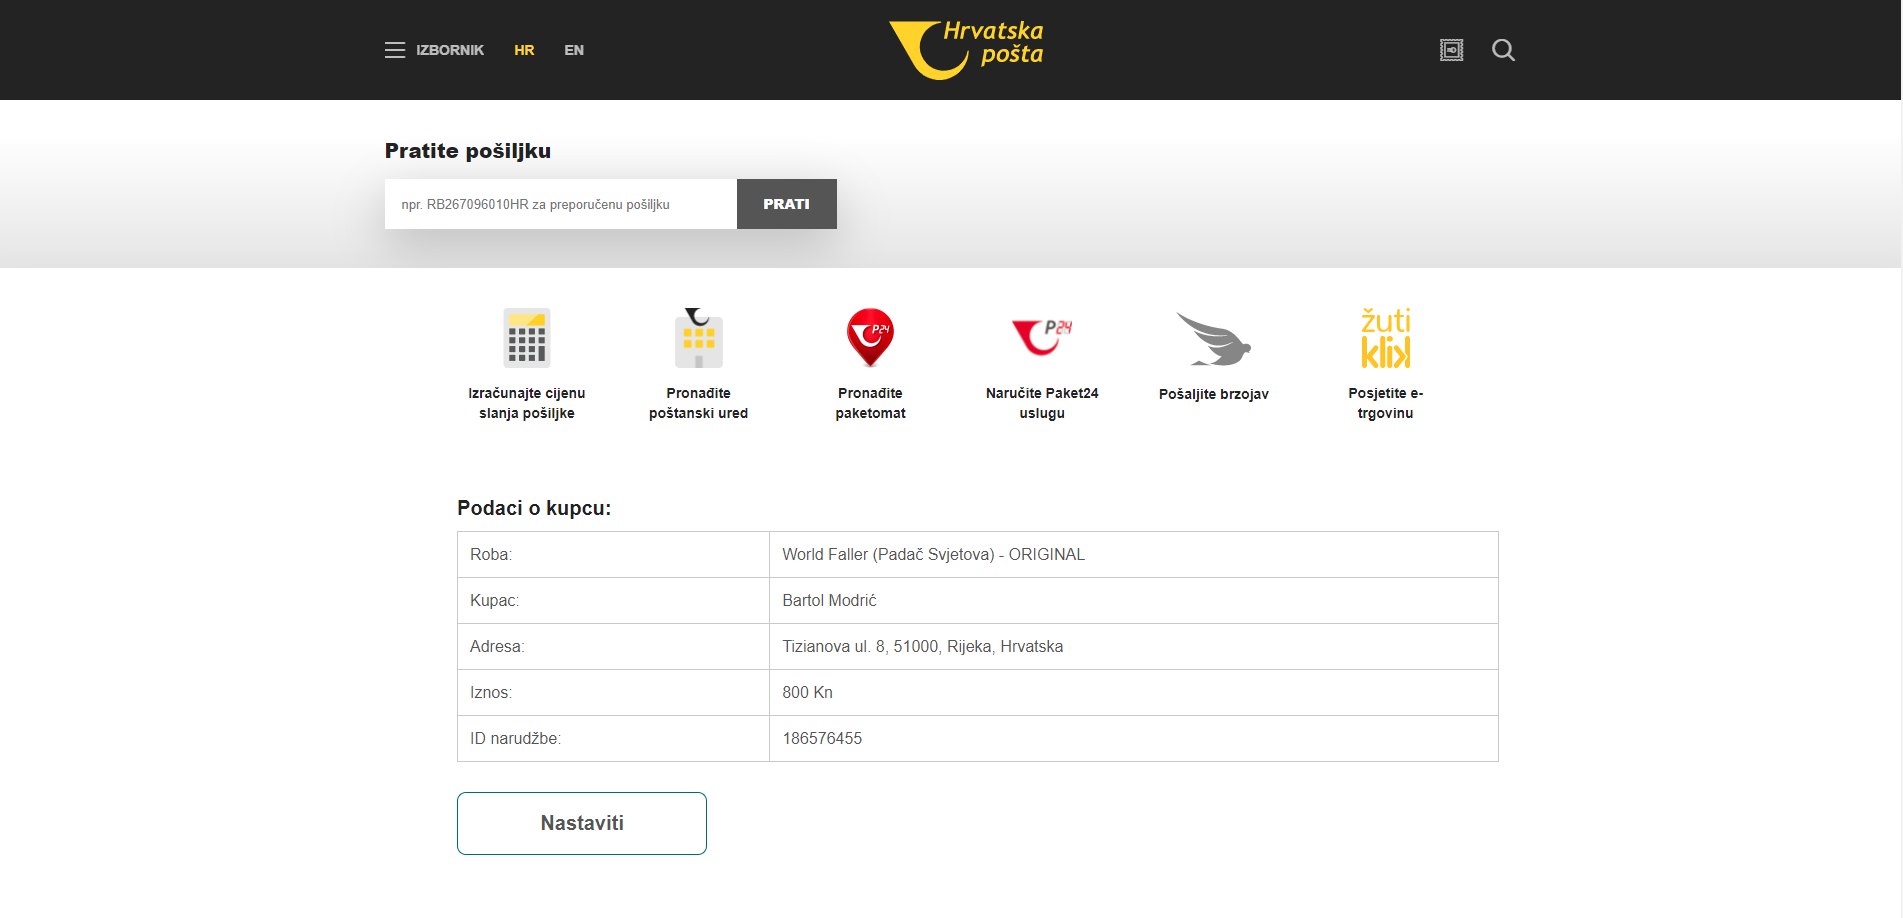 IZBORNIK HR EN
Hrvatska
pošta
Pratite pošiljku
npr. RB267096010HR za preporučenu pošiljku
PRATI
Izračunajte cijenu
slanja pošiljke
Pronađite
poštanski ured
P24
Pronađite
paketomat
P24
Naručite Paket24
uslugu
Pošaljite brzojav
žuti
klik
Posjetite e-
trgovinu
Podaci o kupcu:
Roba: World Faller (Padač Svjetova) - ORIGINAL
Kupac: Bartol Modrić
Adresa: Tizianova ul. 8, 51000, Rijeka, Hrvatska
Iznos: 800 Kn
ID narudžbe: 186576455
Nastaviti